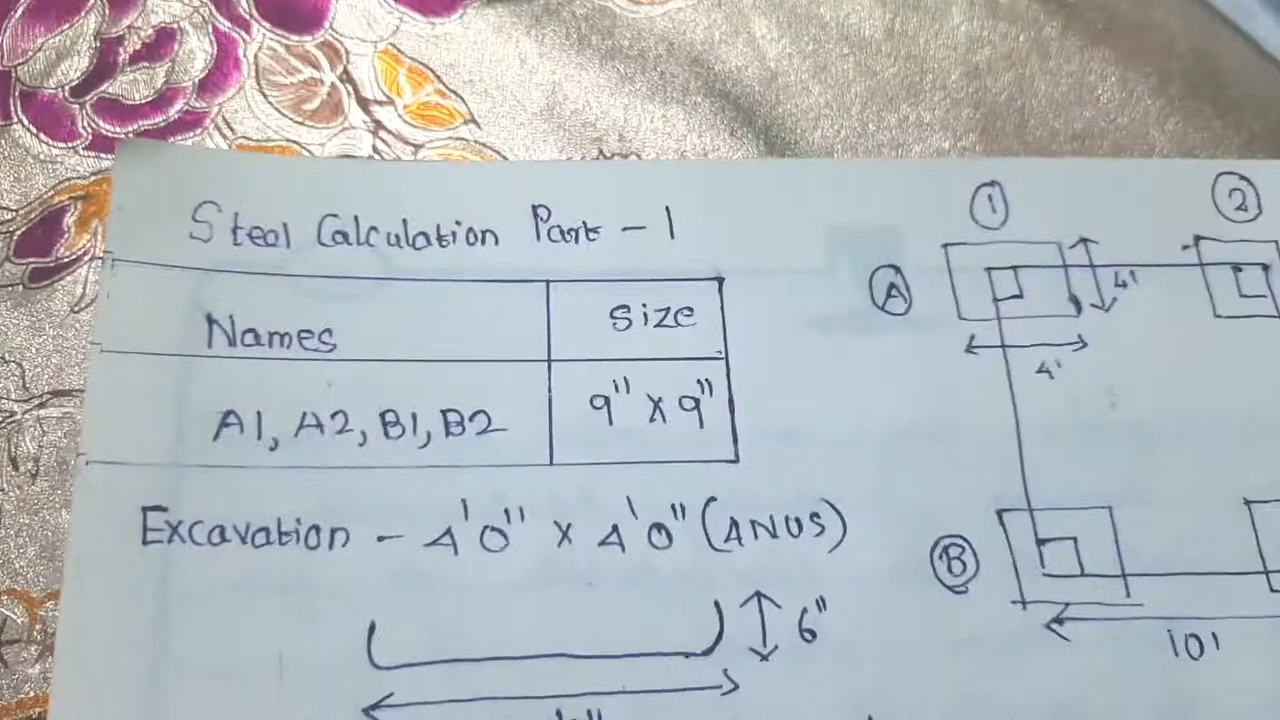 Steel Calculation Part - 1
Names
Size
A1, A2, B1, B2
9" x 9"
Excavation - 4'0" x 4'0" (4NOS)
6"
1
2
A
4'
4'
B
10'